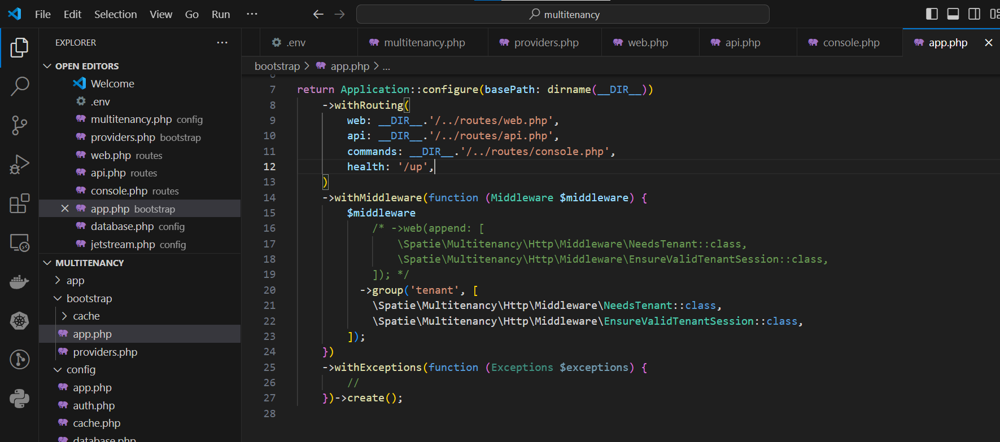 File Edit Selection View Go Run ··· multitenancy
EXPLORER ···
OPEN EDITORS
Welcome
.env
multitenancy.php config
providers.php bootstrap
web.php routes
api.php routes
console.php routes
app.php bootstrap
database.php config
jetstream.php config
MULTITENANCY
app
bootstrap
cache
app.php
providers.php
config
app.php
auth.php
cache.php
database.php
.env multitenancy.php providers.php web.php api.php console.php app.php
bootstrap > app.php > ...
6
7 return Application::configure(basePath: dirname(__DIR__))
8 ->withRouting(
9 web: __DIR__.'/../routes/web.php',
10 api: __DIR__.'/../routes/api.php',
11 commands: __DIR__.'/../routes/console.php',
12 health: '/up',
13 )
14 ->withMiddleware(function (Middleware $middleware) {
15 $middleware
16 /* ->web(append: [
17 \Spatie\Multitenancy\Http\Middleware\NeedsTenant::class,
18 \Spatie\Multitenancy\Http\Middleware\EnsureValidTenantSession::class,
19 ]); */
20 ->group('tenant', [
21 \Spatie\Multitenancy\Http\Middleware\NeedsTenant::class,
22 \Spatie\Multitenancy\Http\Middleware\EnsureValidTenantSession::class,
23 ]);
24 })
25 ->withExceptions(function (Exceptions $exceptions) {
26 //
27 })->create();
28